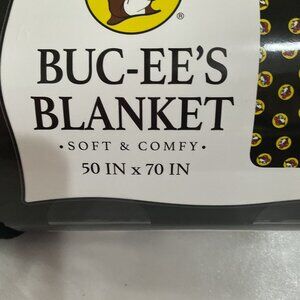 ®
BUC-EE'S
BLANKET
• SOFT & COMFY •
50 IN x 70 IN